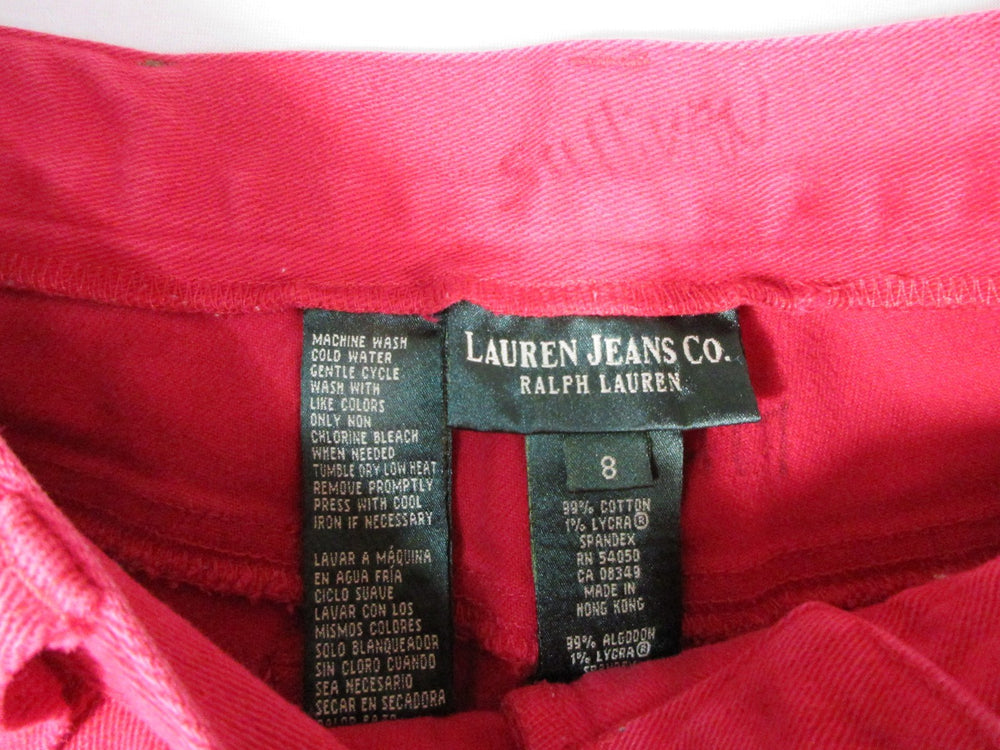 Sullivan
MACHINE WASH
COLD WATER
GENTLE CYCLE
WASH WITH
LIKE COLORS
ONLY NON
CHLORINE BLEACH
WHEN NEEDED
TUMBLE DRY LOW HEAT
REMOVE PROMPTLY
PRESS WITH COOL
IRON IF NECESSARY
LAVAR A MÁQUINA
EN AGUA FRÍA
CICLO SUAVE
LAVAR CON LOS
MISMOS COLORES
SOLO BLANQUEADOR
SIN CLORO CUANDO
SEA NECESARIO
SECAR EN SECADORA
LAUREN JEANS CO.
RALPH LAUREN
8
99% COTTON
1% LYCRA®
SPANDEX
RN 54050
CA 08349
MADE IN
HONG KONG
99% ALGODON
1% LYCRA®